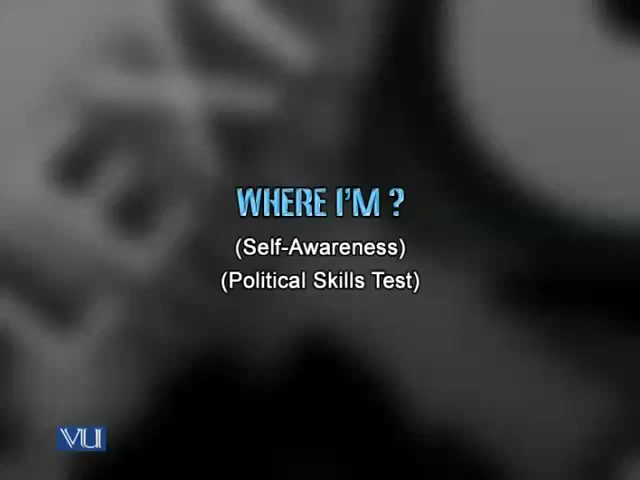 WHERE I'M ?
(Self-Awareness)
(Political Skills Test)
VU